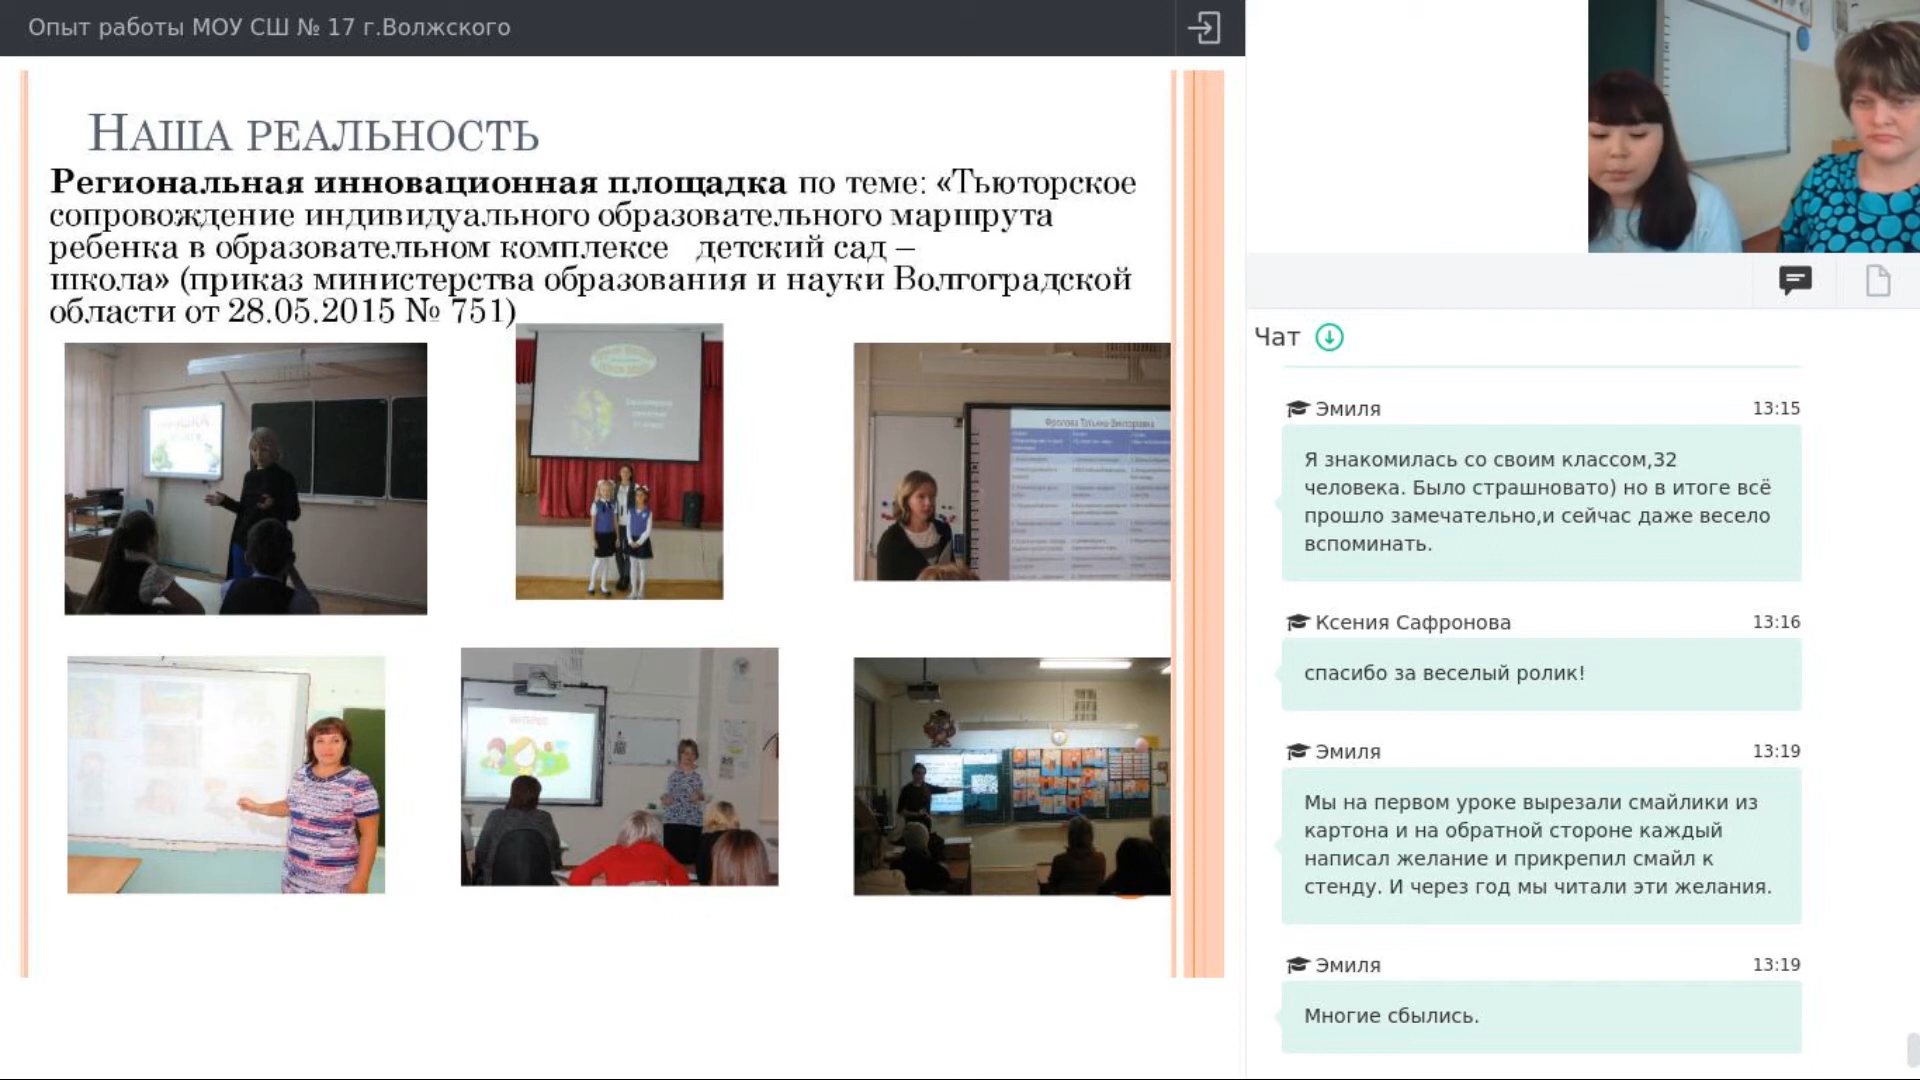 Опыт работы МОУ СШ № 17 г.Волжского
НАША РЕАЛЬНОСТЬ
Региональная инновационная площадка по теме: «Тьюторское
сопровождение индивидуального образовательного маршрута
ребенка в образовательном комплексе детский сад –
школа» (приказ министерства образования и науки Волгоградской
области от 28.05.2015 № 751)
Фролова Татьяна Викторовна
Чат
Эмиля 13:15
Я знакомилась со своим классом,32
человека. Было страшновато) но в итоге всё
прошло замечательно,и сейчас даже весело
вспоминать.
Ксения Сафронова 13:16
спасибо за веселый ролик!
Эмиля 13:19
Мы на первом уроке вырезали смайлики из
картона и на обратной стороне каждый
написал желание и прикрепил смайл к
стенду. И через год мы читали эти желания.
Эмиля 13:19
Многие сбылись.